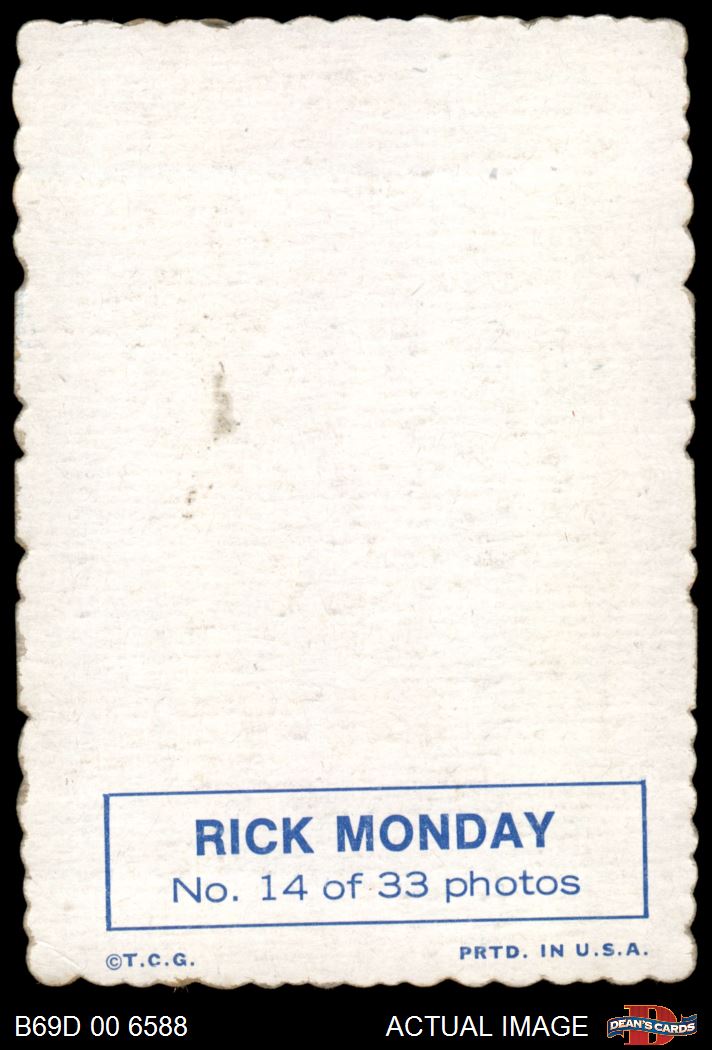 RICK MONDAY
No. 14 of 33 photos
©T.C.G.
PRTD. IN U.S.A.
B69D 00 6588
ACTUAL IMAGE
DEAN'S CARDS